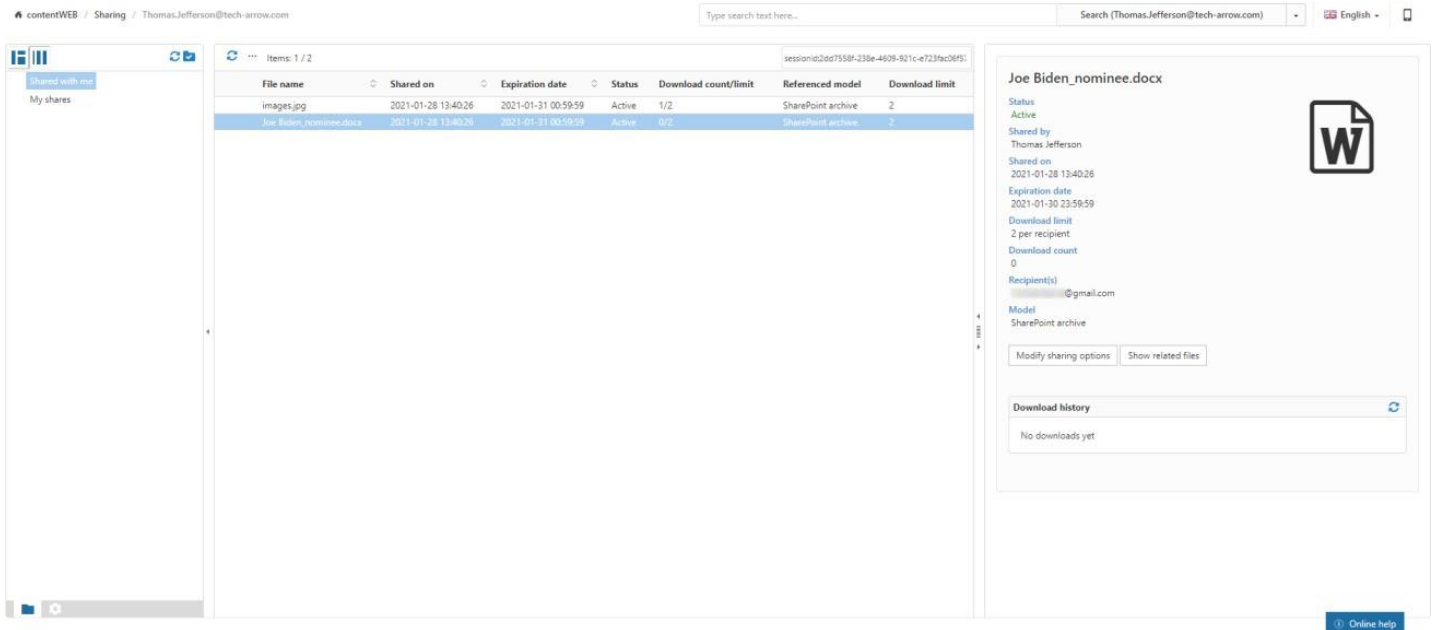 contentWEB / Sharing / Thomas.Jefferson@tech-arrow.com
Type search text here...
Search (Thomas.Jefferson@tech-arrow.com)
English
Shared with me
My shares
Items: 1 / 2
File name Shared on Expiration date Status Download count/limit Referenced model Download limit
images.jpg 2021-01-28 13:40:26 2021-01-31 00:59:59 Active 1/2 SharePoint archive 2
Joe Biden_nominee.docx 2021-01-28 13:40:26 2021-01-31 00:59:59 Active 0/2 SharePoint archive 2
Joe Biden_nominee.docx
W
Status
Active
Shared by
Thomas Jefferson
Shared on
2021-01-28 13:40:26
Expiration date
2021-01-30 23:59:59
Download limit
2 per recipient
Download count
0
Recipient(s)
@gmail.com
Model
SharePoint archive
Modify sharing options Show related files
Download history
No downloads yet
Online help